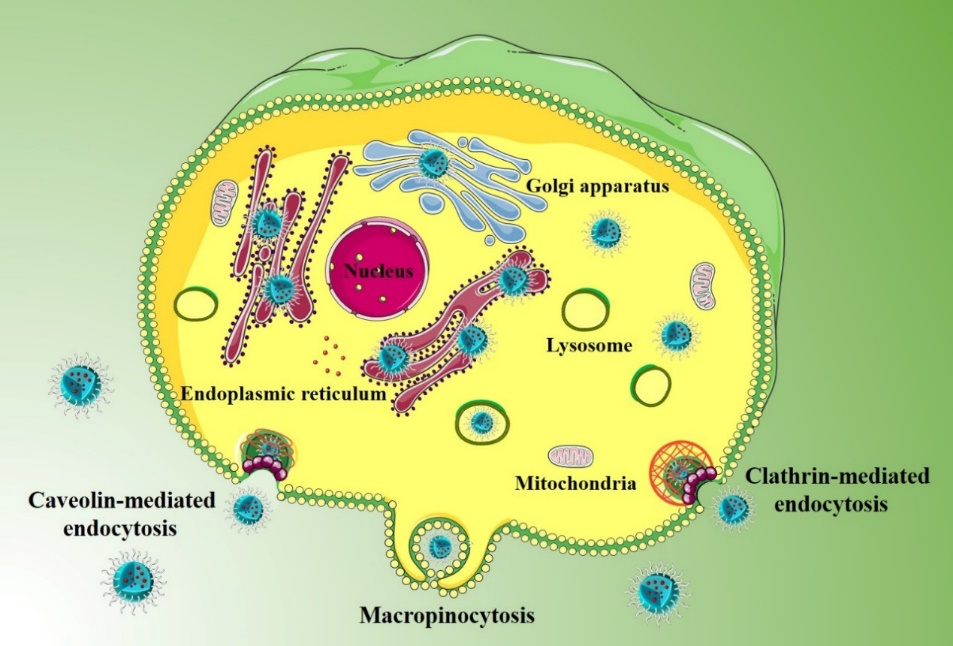 Golgi apparatus
Nucleus
Lysosome
Endoplasmic reticulum
Mitochondria
Caveolin-mediated
endocytosis
Clathrin-mediated
endocytosis
Macropinocytosis